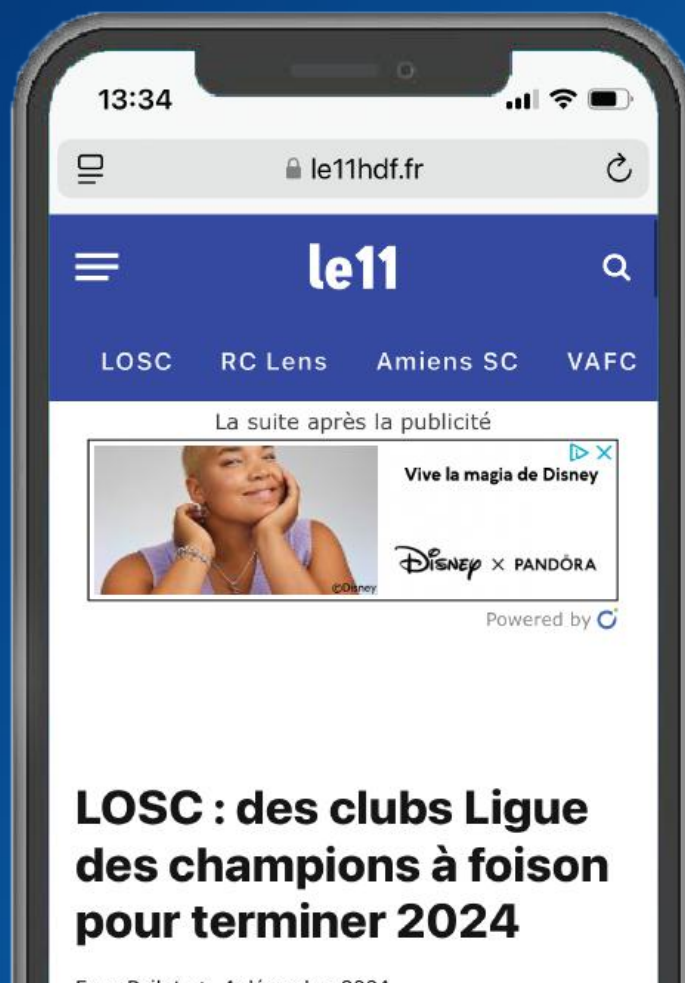 13:34
le11hdf.fr
le11
LOSC RC Lens Amiens SC VAFC
La suite après la publicité
Vive la magia de Disney
©Disney
Disney × PANDÖRA
Powered by
LOSC : des clubs Ligue
des champions à foison
pour terminer 2024